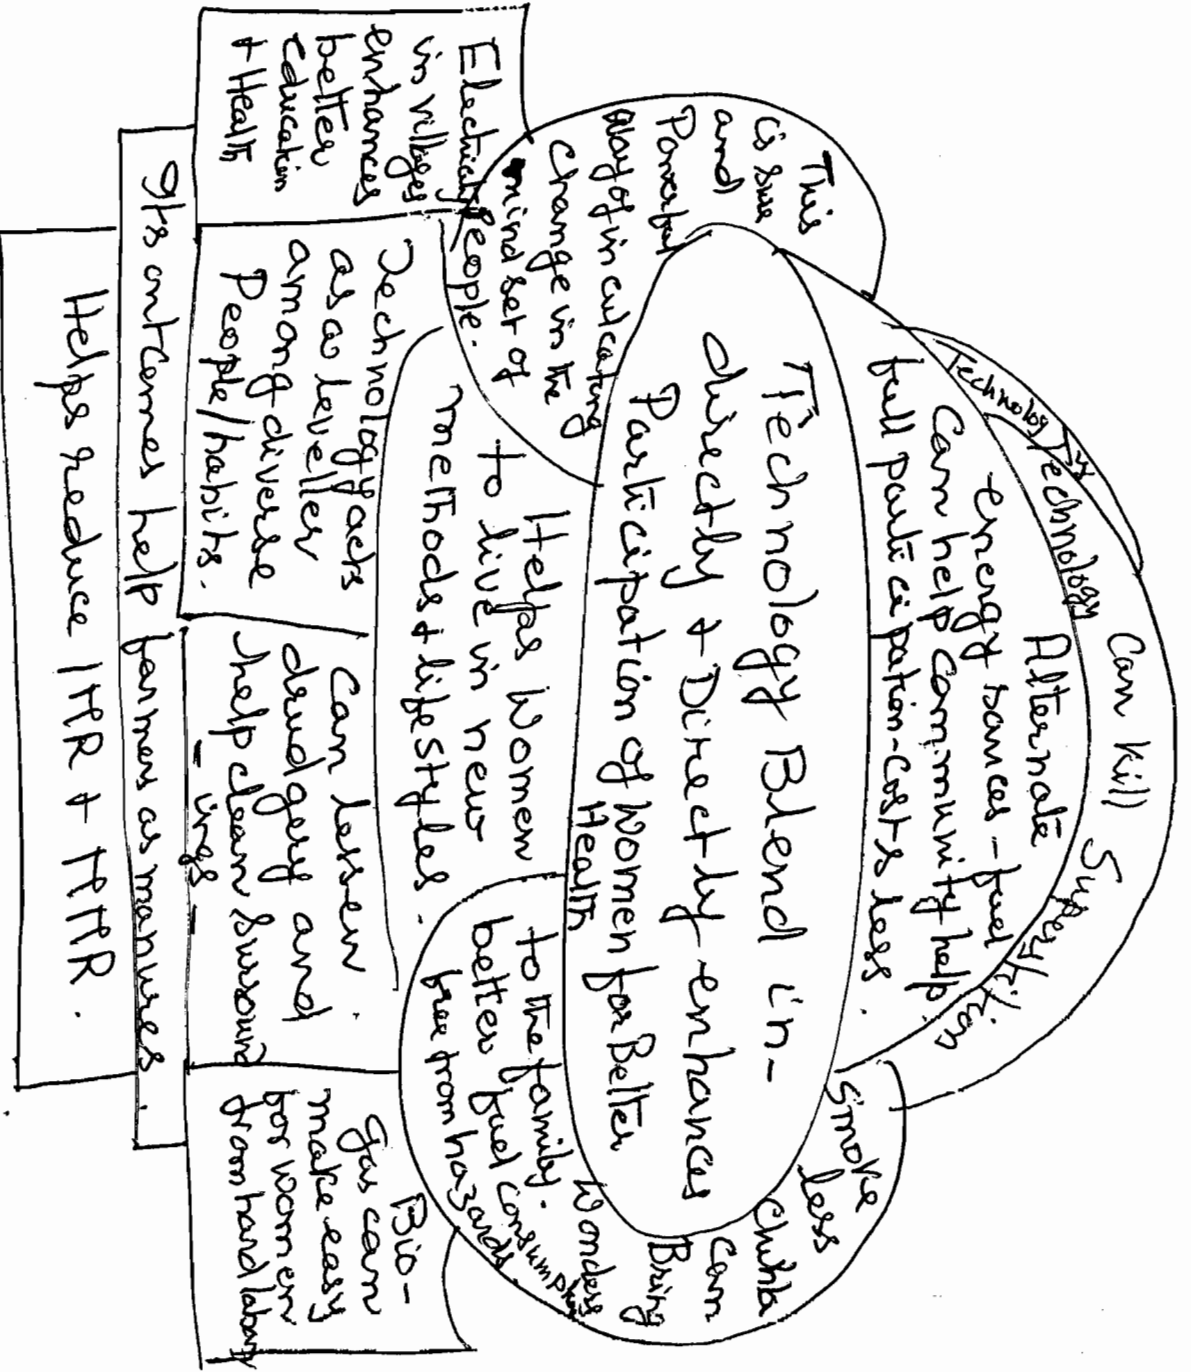 Technology
Technology Can Kill Superstition
Alternate
energy sources - fuel
Can help Community help
full participation - costs less.
This
is sure
and
Powerful
way of inculcating
change in the
mind set of
People.
Technology Blend in-
directly + Directly enhances
Participation of Women for Better
Health
Smoke
less
Chulha
Can
Bring
Wonders
to the family.
better fuel consumption
free from hazards.
Helps Women
to live in new
methods + lifestyles.
Electricity
in villages
enhances
better
education
+ Health
Technology acts
as a leveller
among diverse
People/habits.
Can lessen
drudgery and
help clean surround
- ings -
Bio-
gas can
make easy
for women
from hard labour
Its outcomes help farmers as manures.
Helps reduce IMR + MMR.